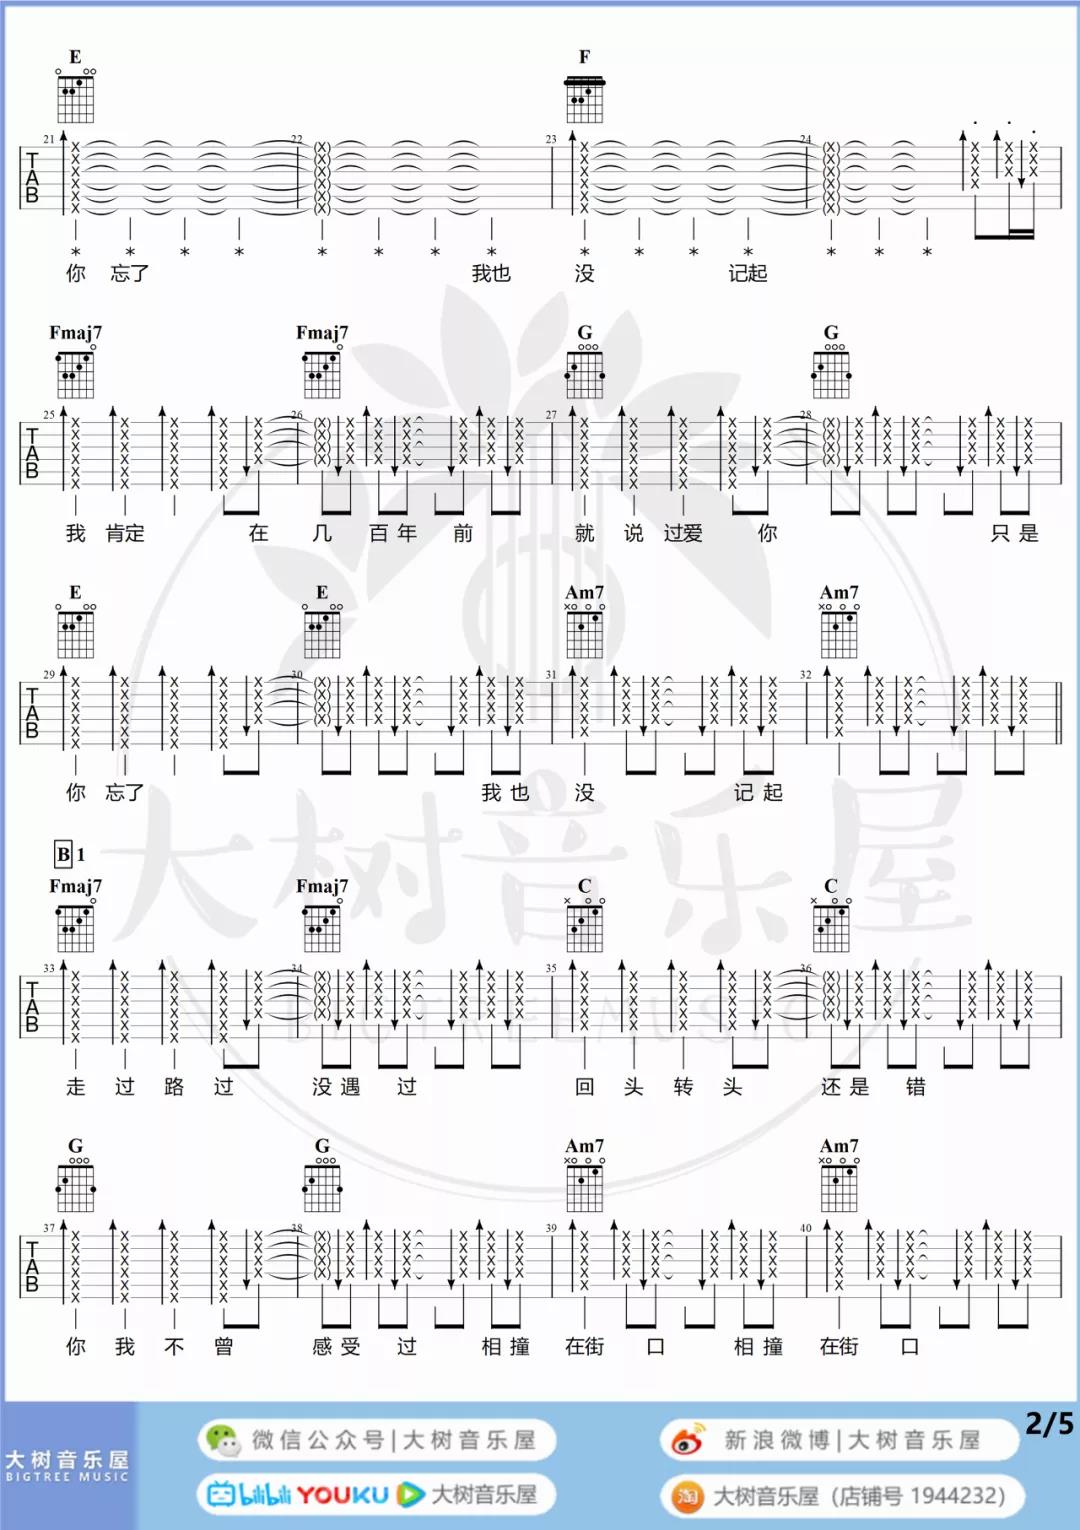 E F
21 22 23 24
T
A
B
* * * * * * * * * * * * * * *
你 忘了 我也 没 记起
Fmaj7 Fmaj7 G G
25 26 27 28
T
A
B
我 肯定 在 几 百 年 前 就 说 过爱 你 只 是
E E Am7 Am7
29 30 31 32
T
A
B
你 忘了 我 也 没 记 起
B 1
Fmaj7 Fmaj7 C C
33 34 35 36
T
A
B
走 过 路 过 没 遇 过 回 头 转 头 还 是 错
G G Am7 Am7
37 38 39 40
T
A
B
你 我 不 曾 感 受 过 相 撞 在街 口 相 撞 在街 口
大树音乐屋
BIGTREEMUSIC
2/5
大树音乐屋
BIGTREE MUSIC
微信公众号|大树音乐屋
新浪微博|大树音乐屋
bilibili YOUKU 大树音乐屋
淘 大树音乐屋（店铺号 1944232）